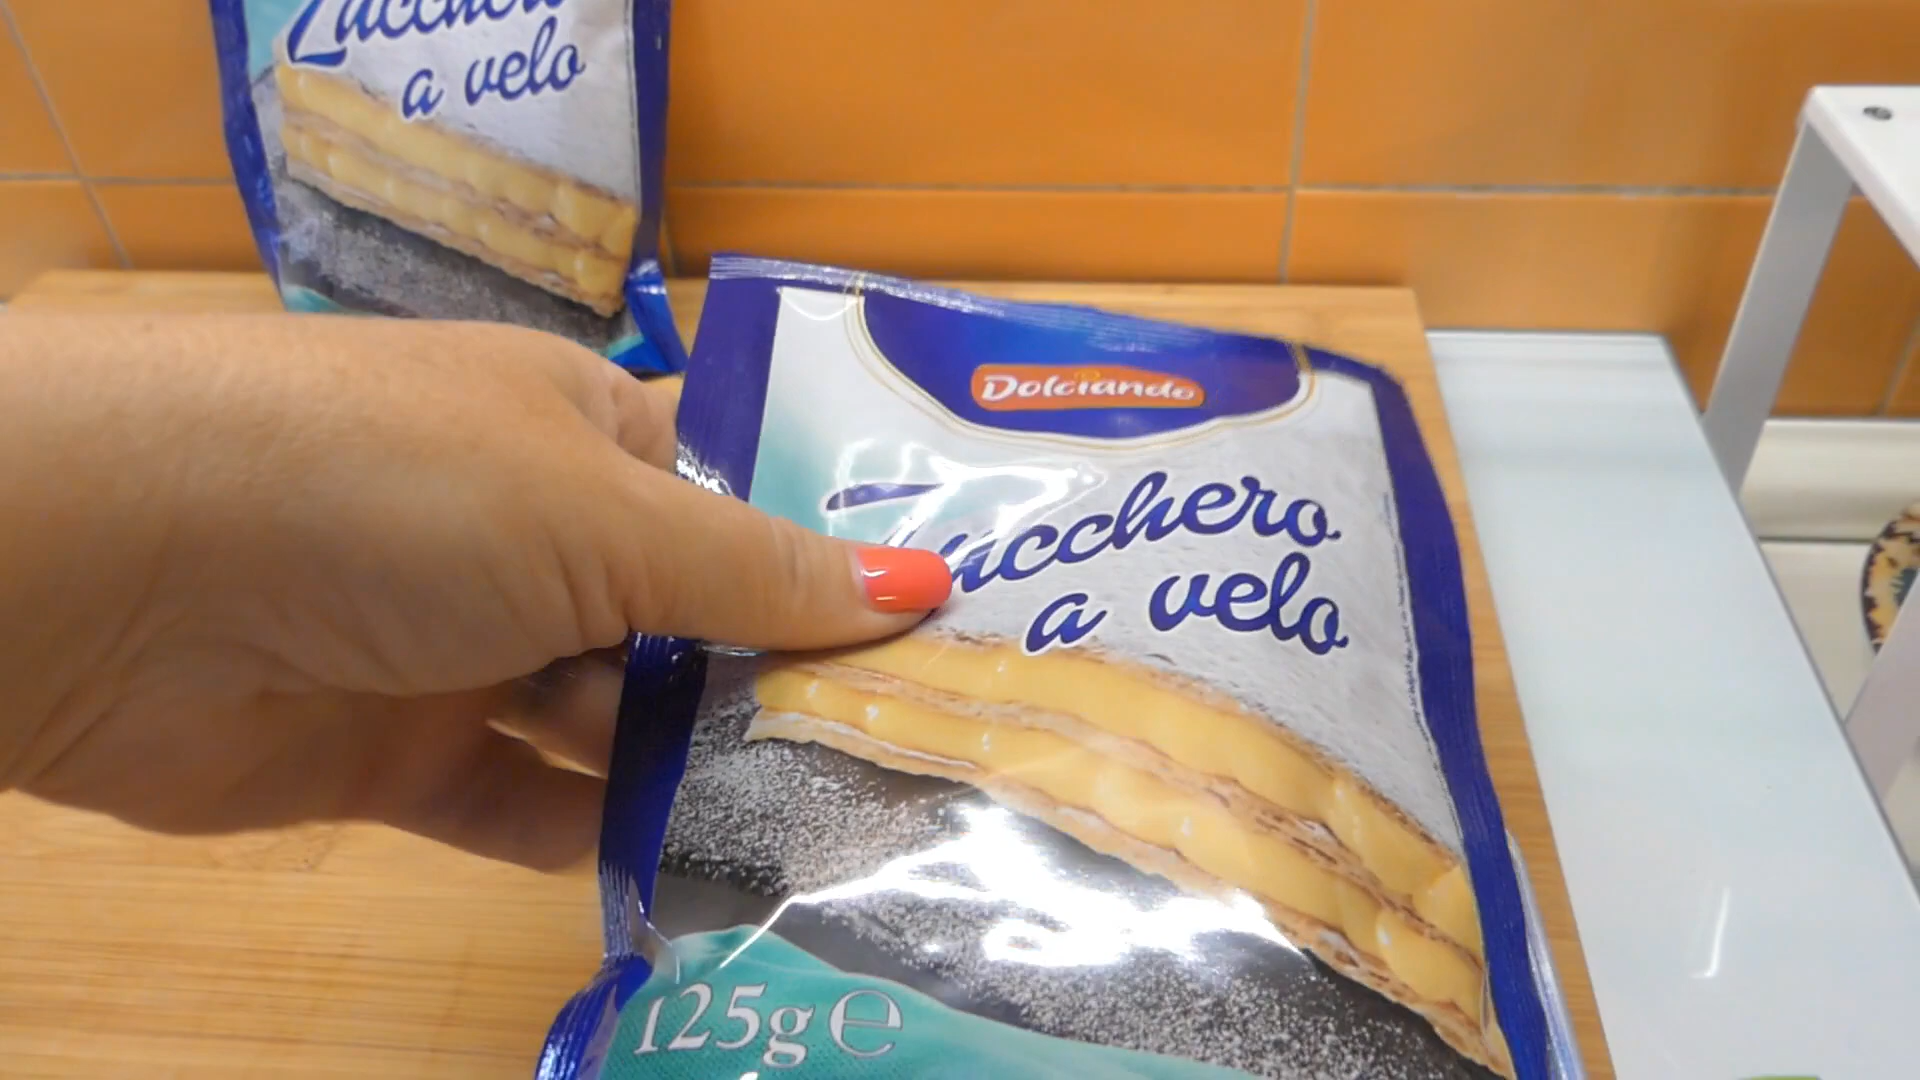 Zucchero
a velo
Dolciando
Zucchero
a velo
125g e